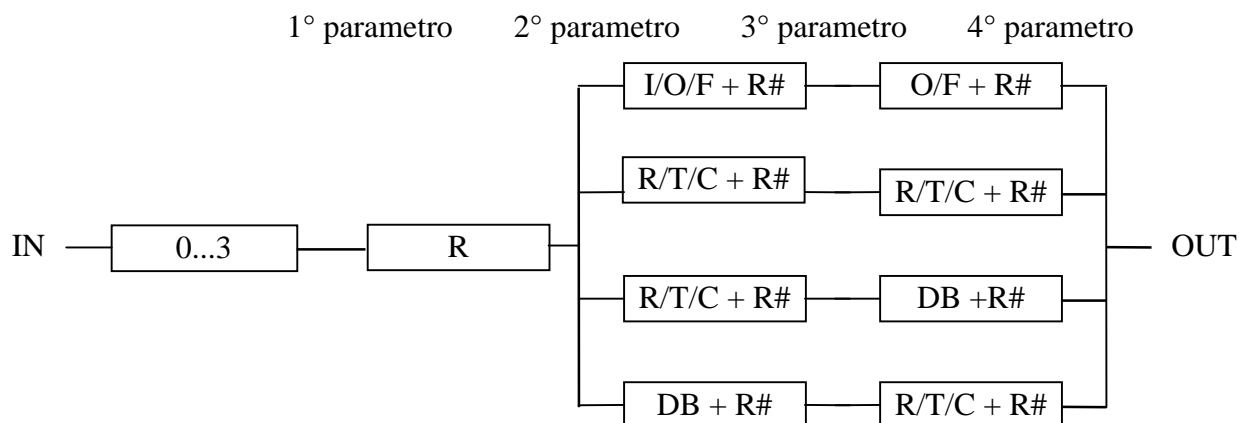 1° parametro 2° parametro 3° parametro 4° parametro
I/O/F + R# O/F + R#
R/T/C + R# R/T/C + R#
IN 0...3 R OUT
R/T/C + R# DB +R#
DB + R# R/T/C + R#